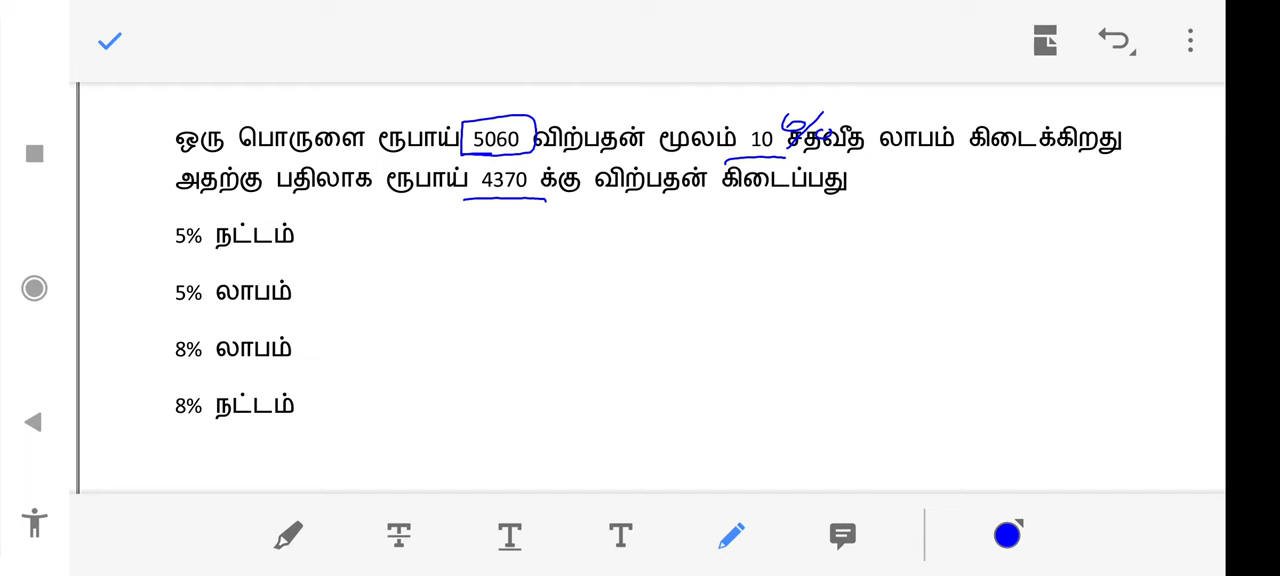 ஒரு பொருளை ரூபாய் 5060 விற்பதன் மூலம் 10 சதவீத லாபம் கிடைக்கிறது
அதற்கு பதிலாக ரூபாய் 4370 க்கு விற்பதன் கிடைப்பது
5% நட்டம்
5% லாபம்
8% லாபம்
8% நட்டம்